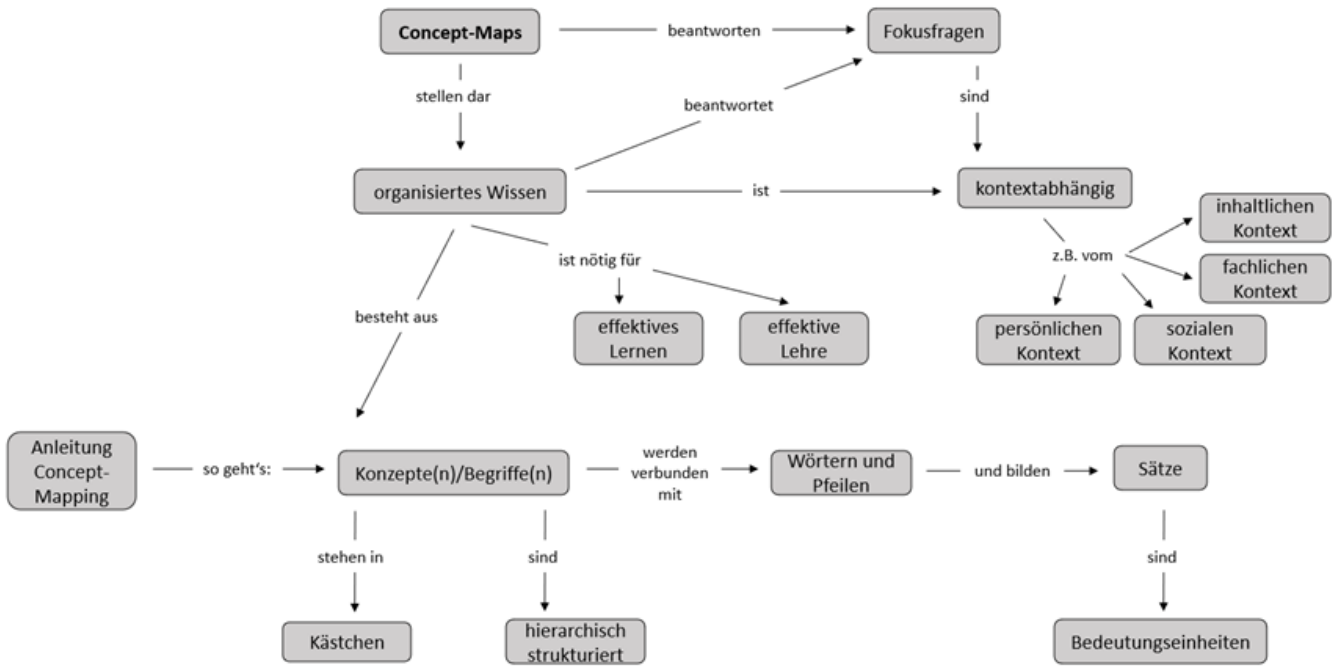 Concept-Maps
beantworten
Fokusfragen
stellen dar
beantwortet
sind
organisiertes Wissen
ist
kontextabhängig
inhaltlichen
Kontext
z.B. vom
fachlichen
Kontext
ist nötig für
besteht aus
effektives
Lernen
effektive
Lehre
persönlichen
Kontext
sozialen
Kontext
Anleitung
Concept-
Mapping
so geht's:
Konzepte(n)/Begriffe(n)
werden
verbunden
mit
Wörtern und
Pfeilen
und bilden
Sätze
stehen in
sind
sind
Kästchen
hierarchisch
strukturiert
Bedeutungseinheiten